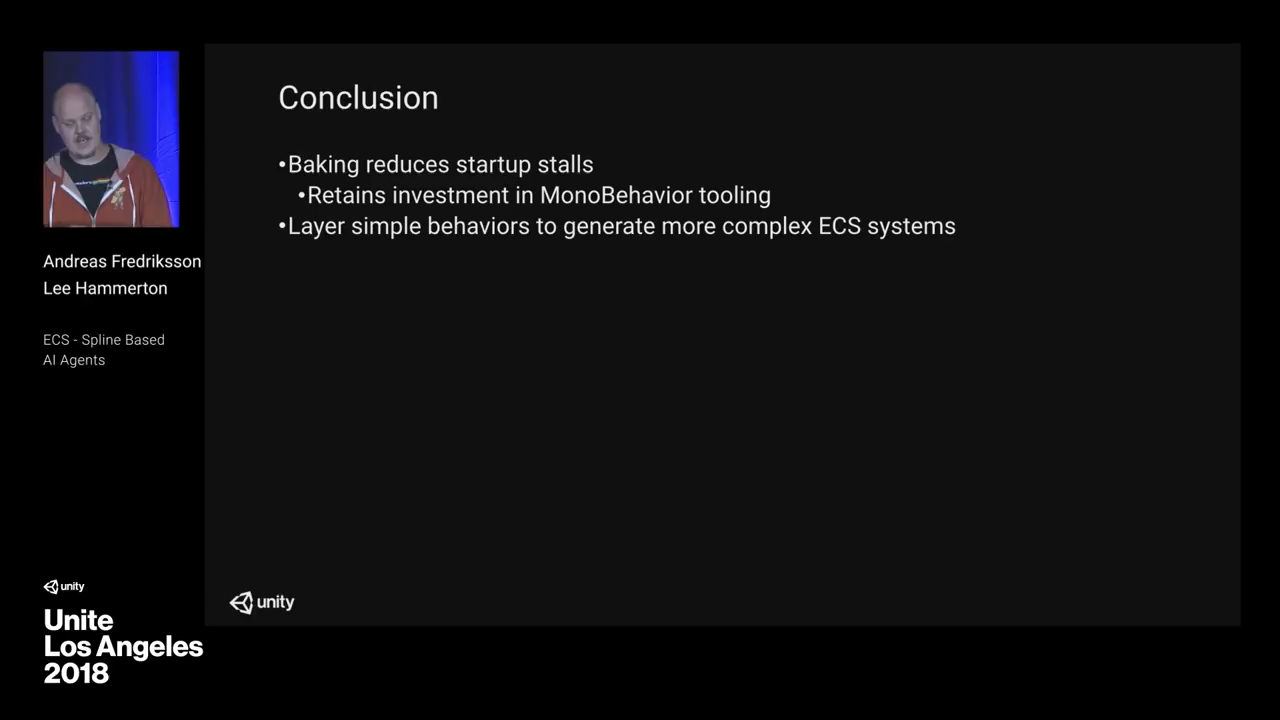 Conclusion
•Baking reduces startup stalls
•Retains investment in MonoBehavior tooling
•Layer simple behaviors to generate more complex ECS systems
Andreas Fredriksson
Lee Hammerton
ECS - Spline Based
AI Agents
unity
Unite
Los Angeles
2018
unity